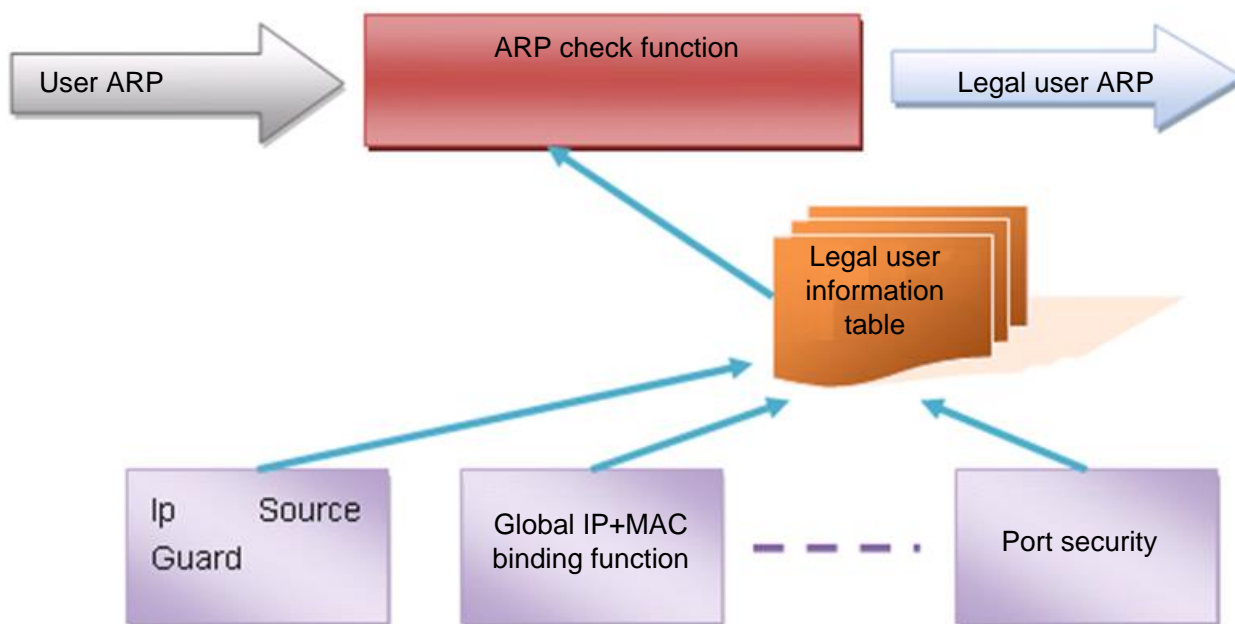 ARP check function
User ARP
Legal user ARP
Legal user
information
table
Ip Source
Guard
Global IP+MAC
binding function
Port security